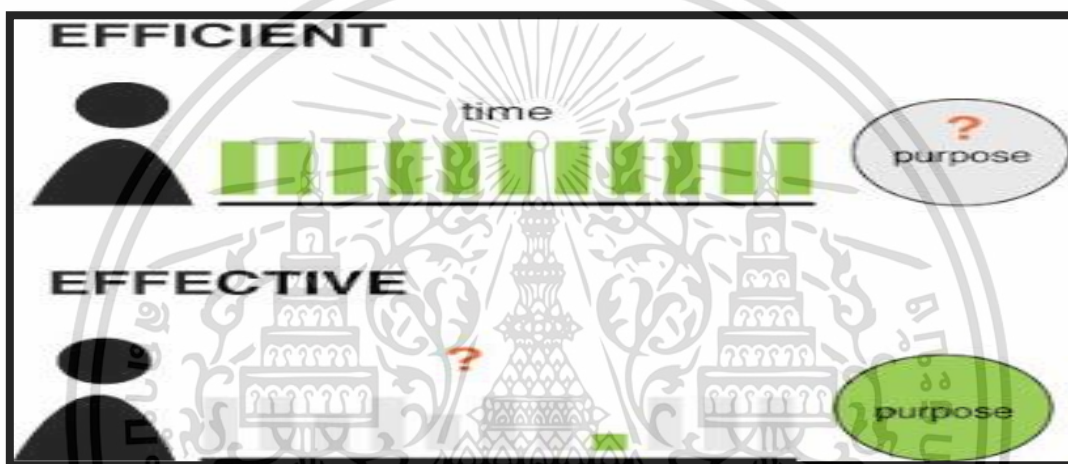 EFFICIENT
time
?
purpose
EFFECTIVE
?
purpose